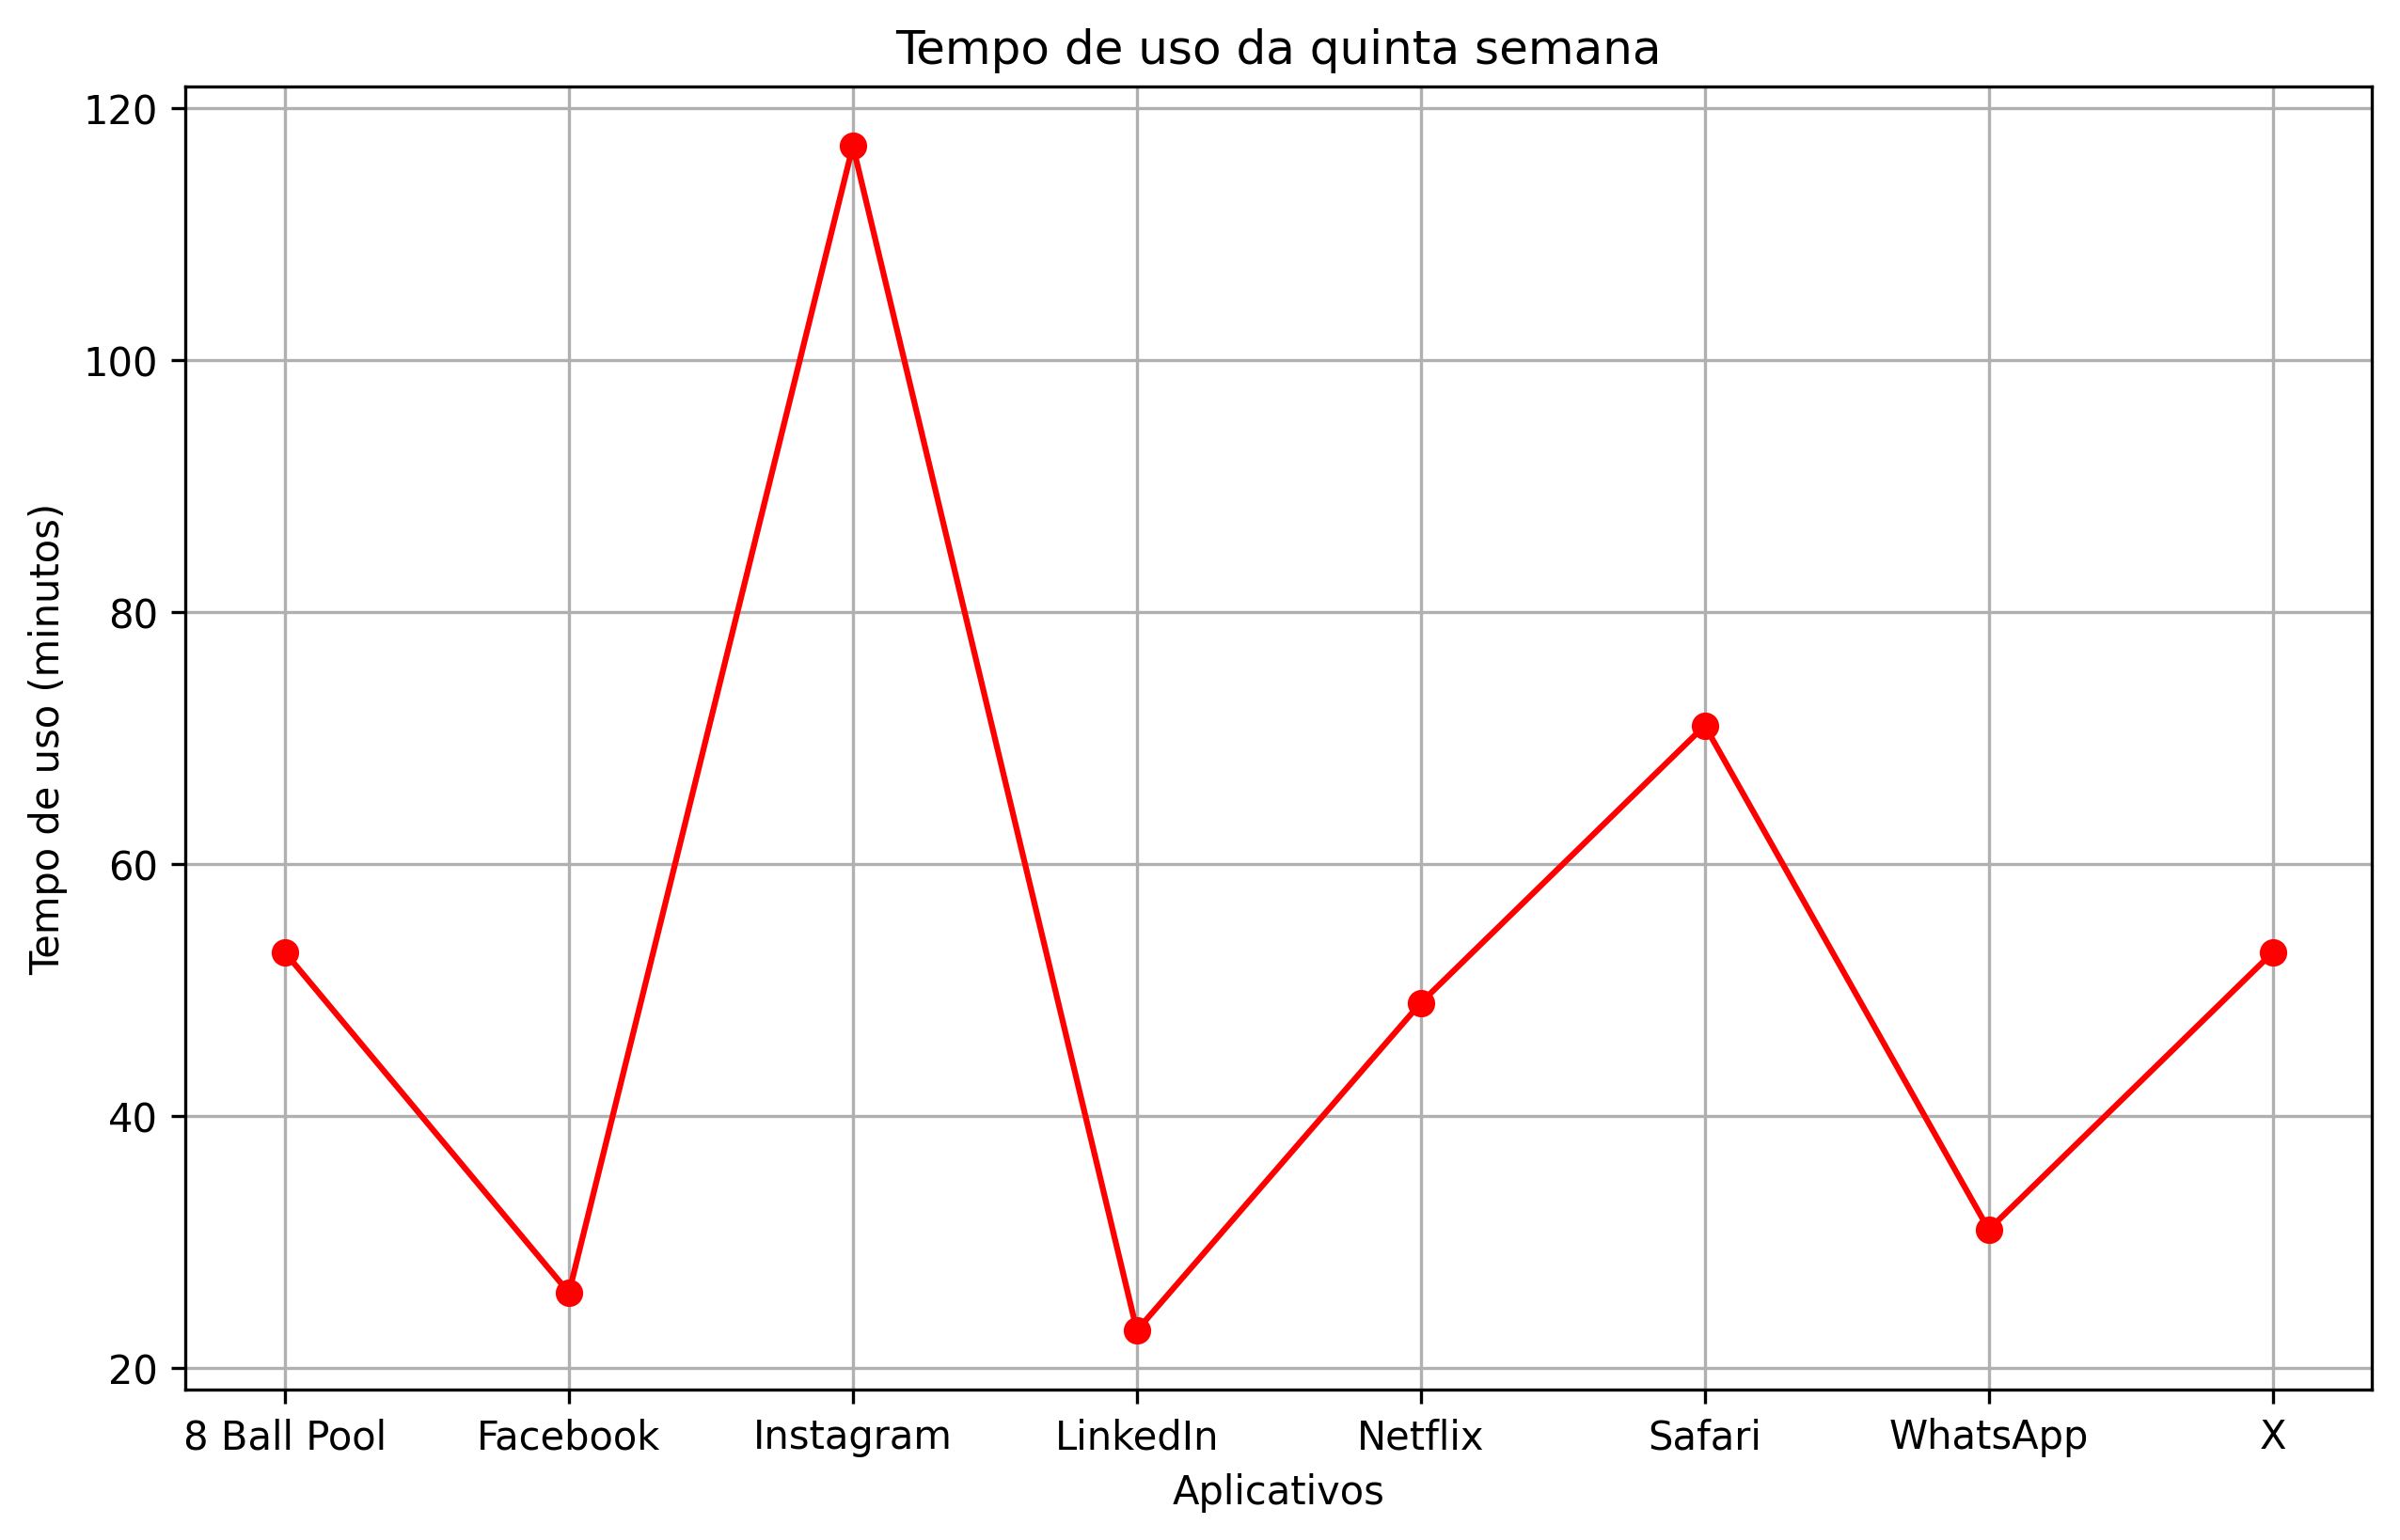 Tempo de uso da quinta semana
Tempo de uso (minutos)
120
100
80
60
40
20
8 Ball Pool
Facebook
Instagram
LinkedIn
Netflix
Safari
WhatsApp
X
Aplicativos